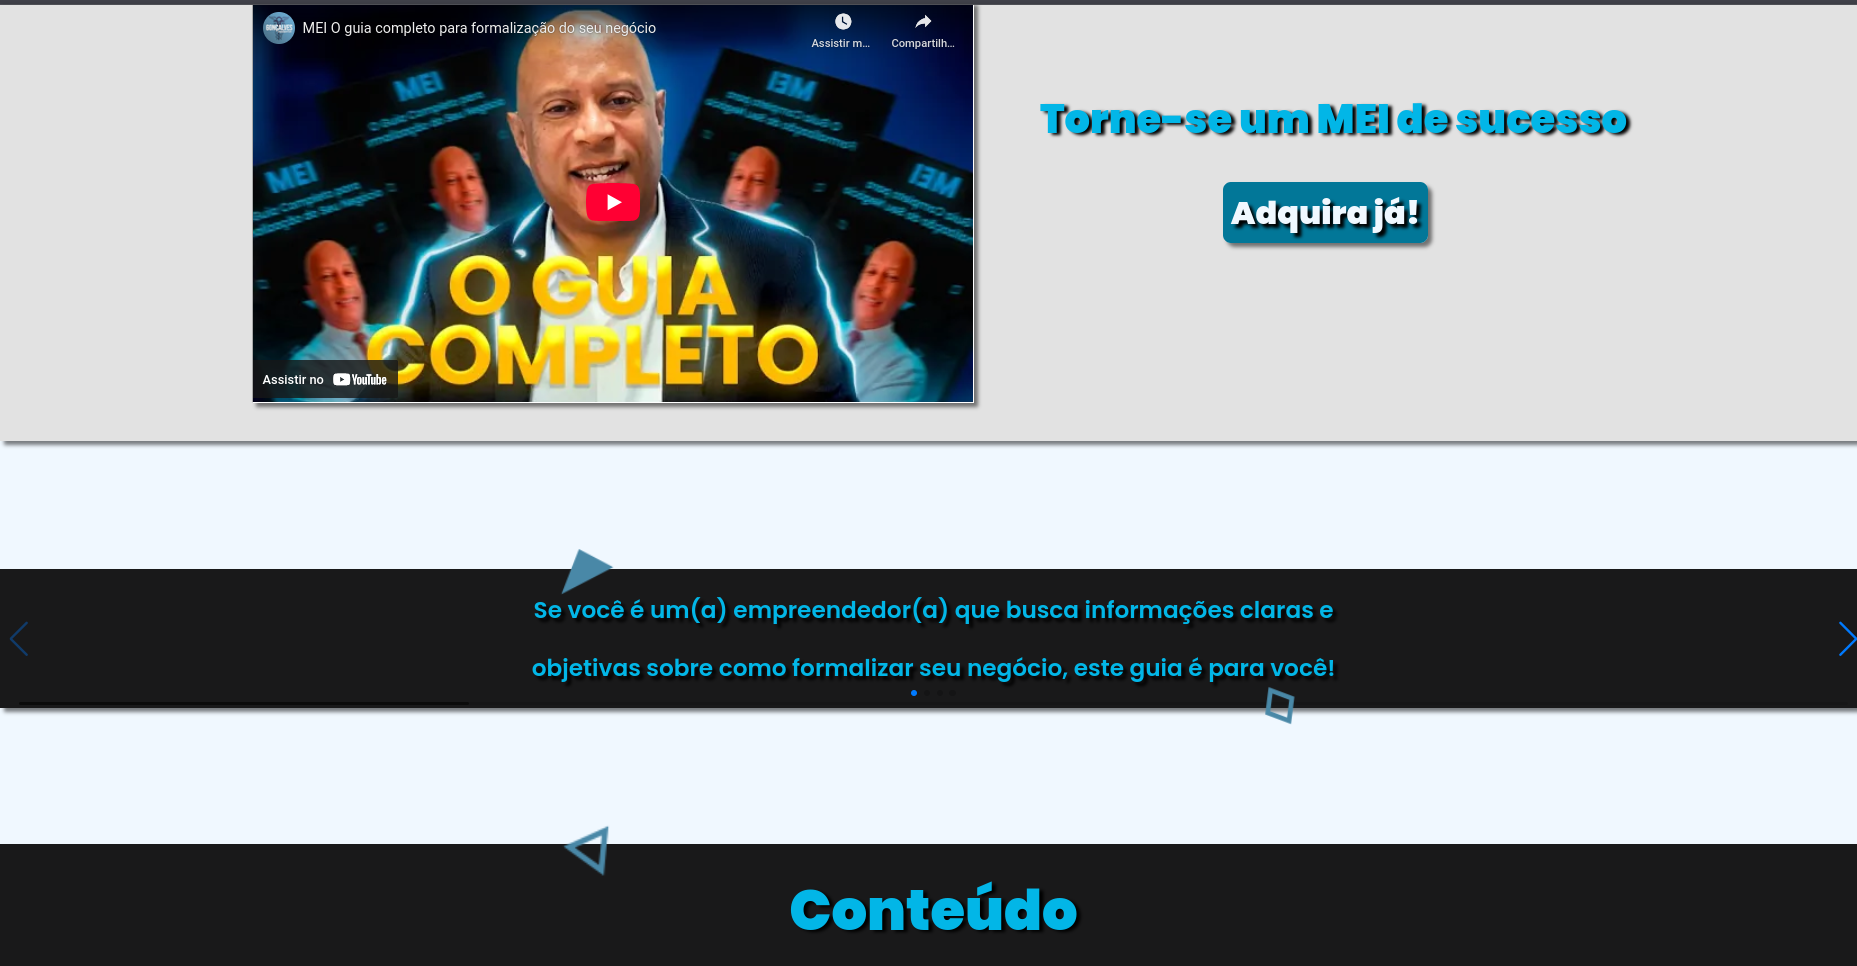 MEI O guia completo para formalização do seu negócio
Assistir m...
Compartilh...
MEI
MEI
MEI
MEI
O GUIA
COMPLETO
Assistir no YouTube
Torne-se um MEI de sucesso
Adquira já!
Se você é um(a) empreendedor(a) que busca informações claras e
objetivas sobre como formalizar seu negócio, este guia é para você!
Conteúdo